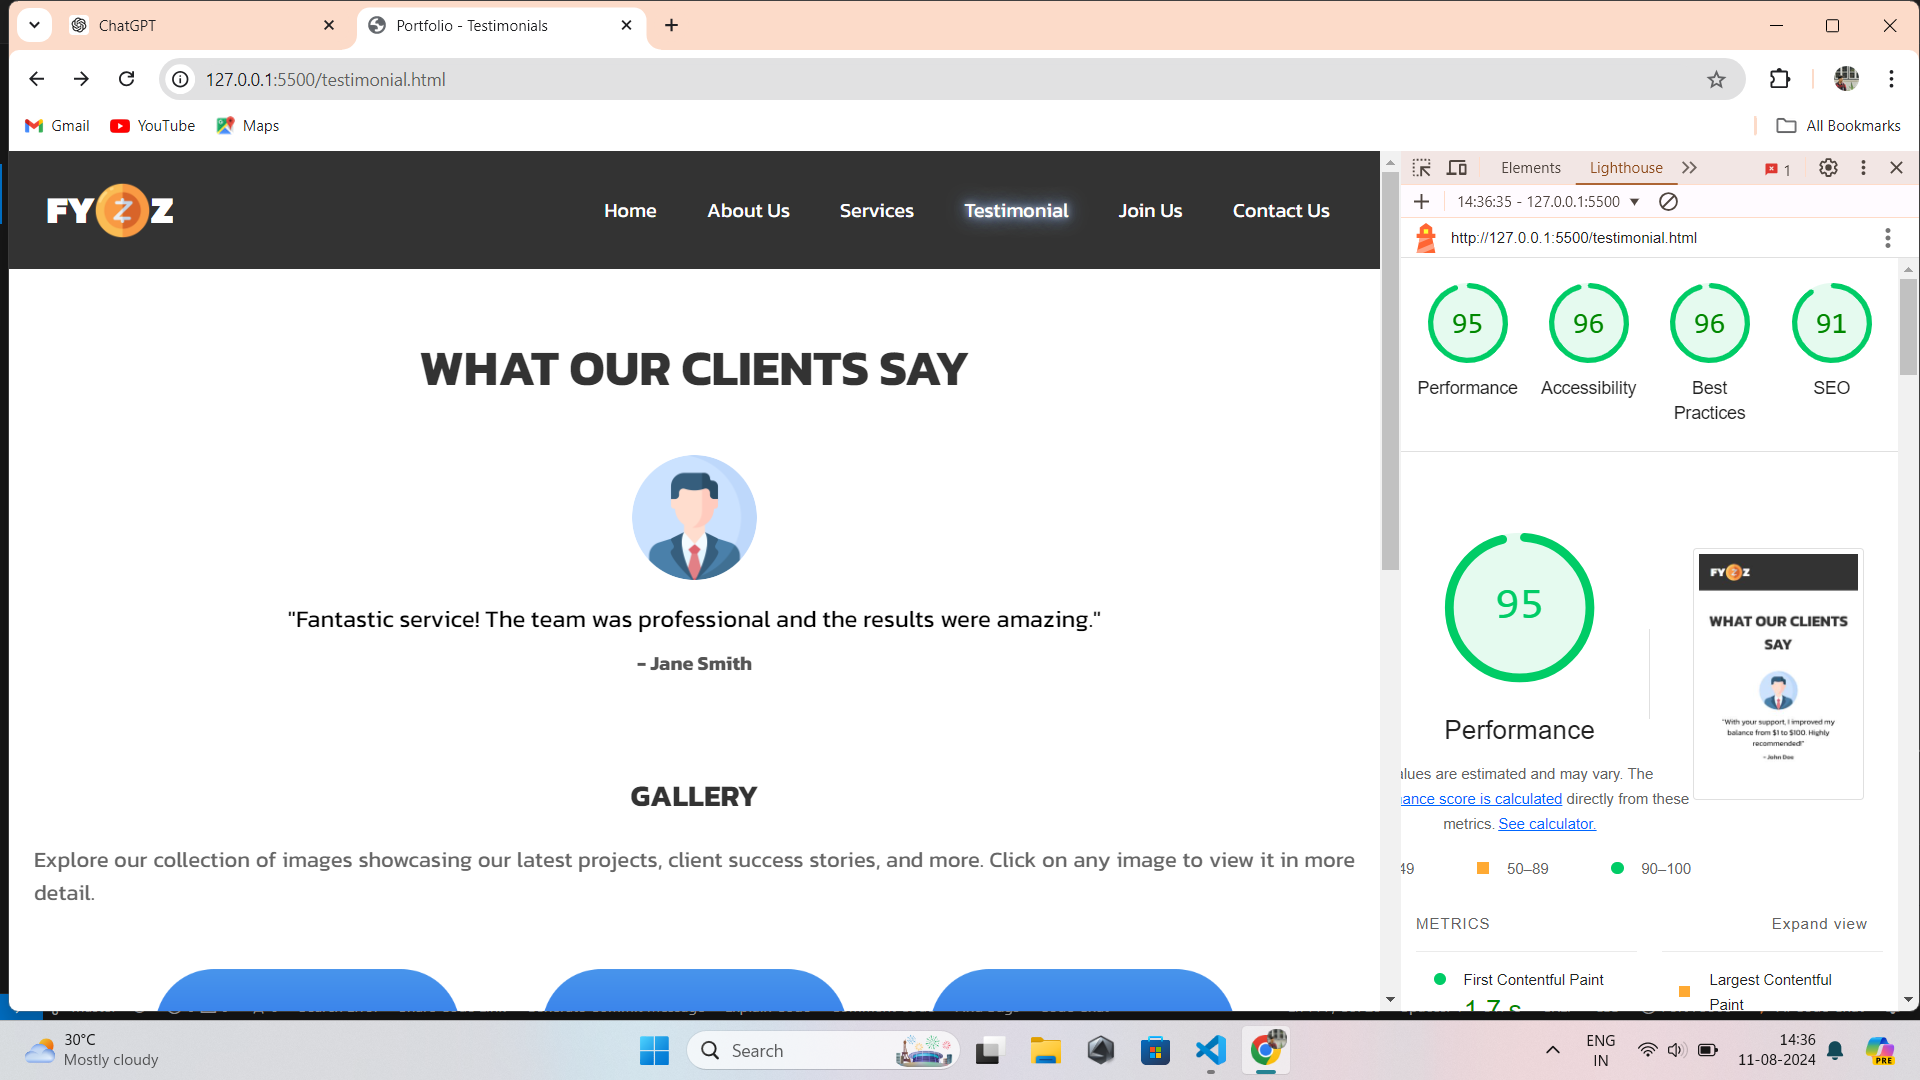 ChatGPT
Portfolio - Testimonials
127.0.0.1:5500/testimonial.html
Gmail
YouTube
Maps
All Bookmarks
FYZZ
Home
About Us
Services
Testimonial
Join Us
Contact Us
WHAT OUR CLIENTS SAY
"Fantastic service! The team was professional and the results were amazing."
- Jane Smith
GALLERY
Explore our collection of images showcasing our latest projects, client success stories, and more. Click on any image to view it in more
detail.
Elements
Lighthouse
1
14:36:35 - 127.0.0.1:5500
http://127.0.0.1:5500/testimonial.html
95
96
96
91
Performance
Accessibility
Best
Practices
SEO
95
FYZZ
WHAT OUR CLIENTS
SAY
"With your support, I improved my
balance from $1 to $100. Highly
recommended!"
- John Doe
Performance
alues are estimated and may vary. The
ance score is calculated directly from these
metrics. See calculator.
49
50–89
90–100
METRICS
Expand view
First Contentful Paint
1.7 s
Largest Contentful
Paint
30°C
Mostly cloudy
Search
ENG
IN
14:36
11-08-2024
PRE